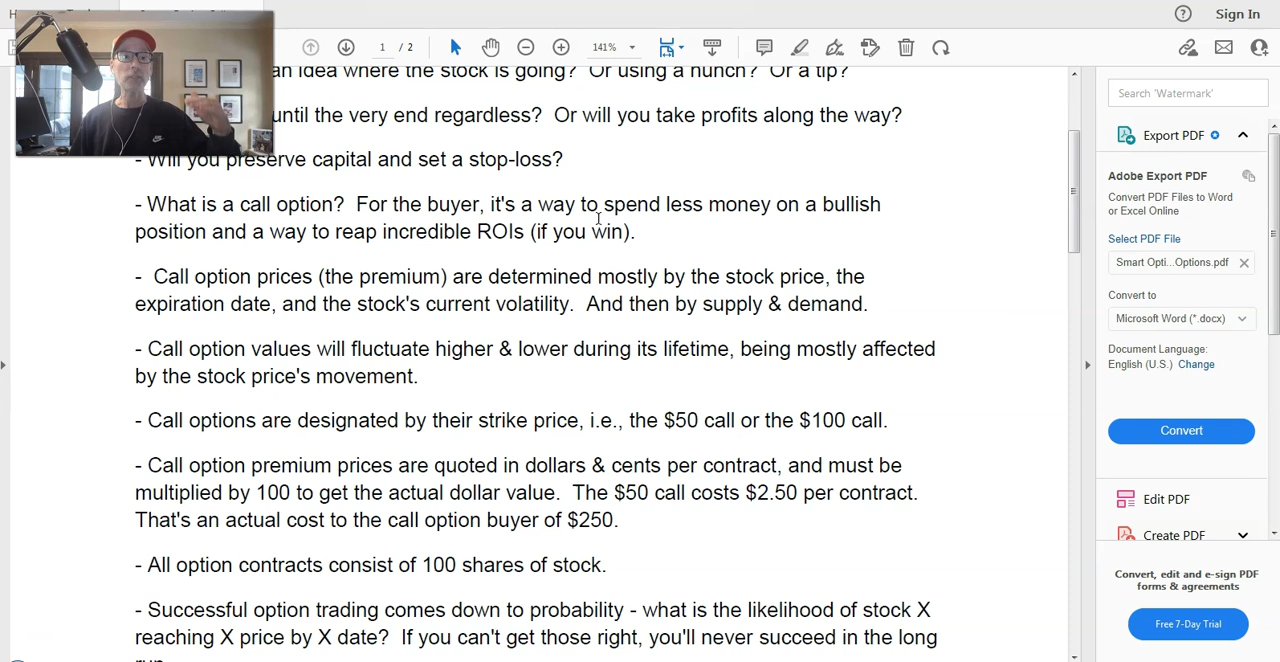 Sign In
1 / 2
141%
an idea where the stock is going? Or using a hunch? Or a tip?
until the very end regardless? Or will you take profits along the way?
- Will you preserve capital and set a stop-loss?
- What is a call option? For the buyer, it's a way to spend less money on a bullish
position and a way to reap incredible ROIs (if you win).
- Call option prices (the premium) are determined mostly by the stock price, the
expiration date, and the stock's current volatility. And then by supply & demand.
- Call option values will fluctuate higher & lower during its lifetime, being mostly affected
by the stock price's movement.
- Call options are designated by their strike price, i.e., the $50 call or the $100 call.
- Call option premium prices are quoted in dollars & cents per contract, and must be
multiplied by 100 to get the actual dollar value. The $50 call costs $2.50 per contract.
That's an actual cost to the call option buyer of $250.
- All option contracts consist of 100 shares of stock.
- Successful option trading comes down to probability - what is the likelihood of stock X
reaching X price by X date? If you can't get those right, you'll never succeed in the long
run.
Search 'Watermark'
Export PDF
Adobe Export PDF
Convert PDF Files to Word
or Excel Online
Select PDF File
Smart Opti...Options.pdf
Convert to
Microsoft Word (*.docx)
Document Language:
English (U.S.) Change
Convert
Edit PDF
Create PDF
Convert, edit and e-sign PDF
forms & agreements
Free 7-Day Trial